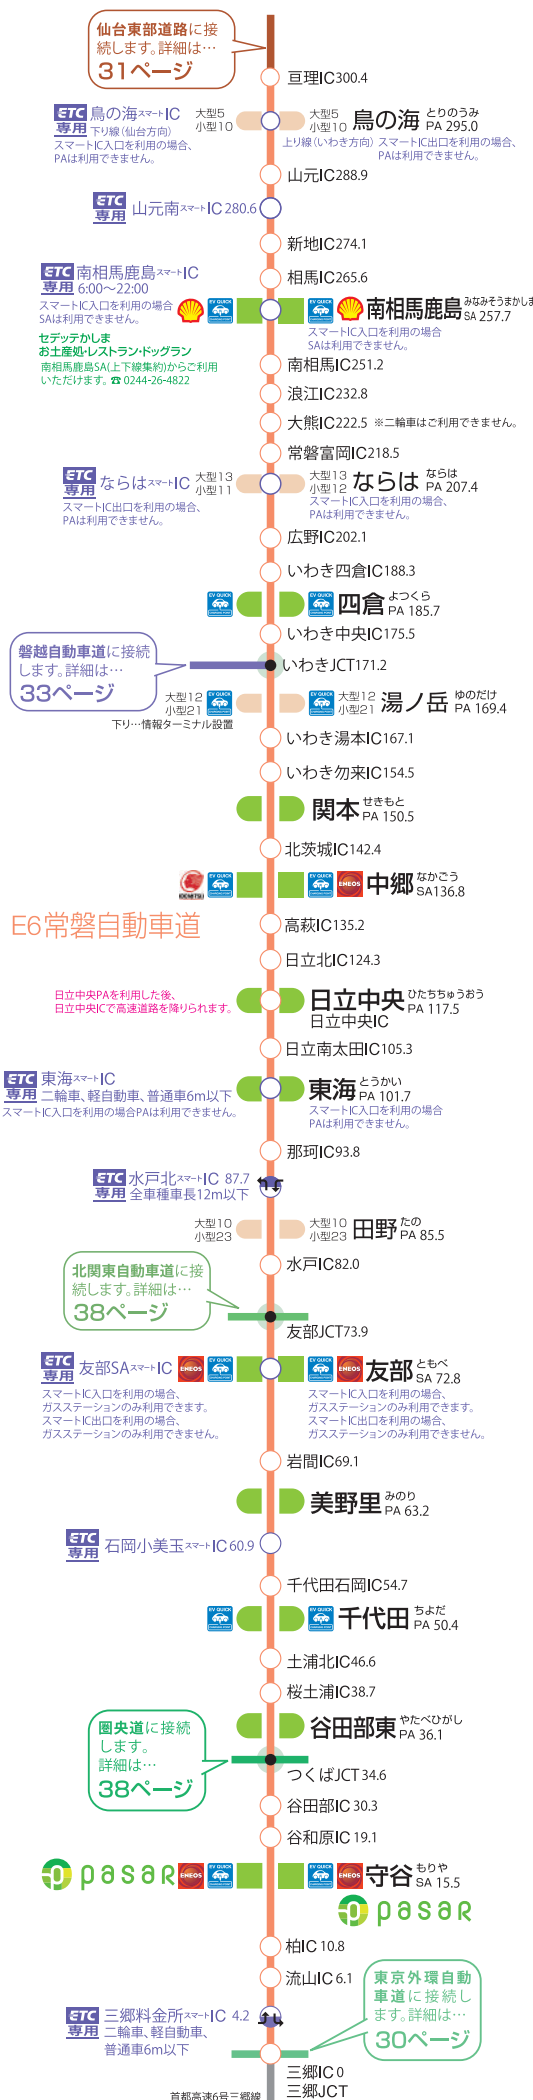 仙台東部道路に接
続します。詳細は…
31ページ
亘理IC300.4
ETC
専用
鳥の海スマートIC
下り線(仙台方向)
スマートIC入口を利用の場合、
PAは利用できません。
大型5
小型10
大型5
小型10
鳥の海 とりのうみ
PA 295.0
上り線(いわき方向) スマートIC出口を利用の場合、
PAは利用できません。
山元IC288.9
ETC
専用
山元南スマートIC280.6
新地IC274.1
相馬IC265.6
ETC
専用
南相馬鹿島スマートIC
6:00〜22:00
スマートIC入口を利用の場合
SAは利用できません。
EV QUICK
EV QUICK
南相馬鹿島 みなみそうまかしま
SA 257.7
スマートIC入口を利用の場合
SAは利用できません。
セデッテかしま
お土産処・レストラン・ドッグラン
南相馬鹿島SA(上下線集約)からご利用
いただけます。☎0244-26-4822
南相馬IC251.2
浪江IC232.8
大熊IC222.5 ※二輪車はご利用できません。
常磐富岡IC218.5
ETC
専用
ならはスマートIC
スマートIC出口を利用の場合、
PAは利用できません。
大型13
小型11
大型13
小型12
ならは ならは
PA 207.4
スマートIC入口を利用の場合、
PAは利用できません。
広野IC202.1
いわき四倉IC188.3
EV QUICK
EV QUICK
四倉 よつくら
PA 185.7
いわき中央IC175.5
磐越自動車道に接続
します。詳細は…
33ページ
いわきJCT171.2
大型12
小型21
EV QUICK
下り…情報ターミナル設置
EV QUICK
大型12
小型21
湯ノ岳 ゆのだけ
PA 169.4
いわき湯本IC167.1
いわき勿来IC154.5
関本 せきもと
PA 150.5
北茨城IC142.4
IDEMITSU
EV QUICK
EV QUICK
ENEOS
中郷 なかごう
SA136.8
E6常磐自動車道
高萩IC135.2
日立北IC124.3
日立中央PAを利用した後、
日立中央ICで高速道路を降りられます。
日立中央 ひたちちゅうおう
PA 117.5
日立中央IC
日立南太田IC105.3
ETC
専用
東海スマートIC
二輪車、軽自動車、普通車6m以下
スマートIC入口を利用の場合PAは利用できません。
東海 とうかい
PA 101.7
スマートIC入口を利用の場合
PAは利用できません。
那珂IC93.8
ETC
専用
水戸北スマートIC 87.7
全車種車長12m以下
大型10
小型23
大型10
小型23
田野 たの
PA 85.5
水戸IC82.0
北関東自動車道に接
続します。詳細は…
38ページ
友部JCT73.9
ETC
専用
友部SAスマートIC
ENEOS
EV QUICK
EV QUICK
ENEOS
友部 ともべ
SA 72.8
スマートIC入口を利用の場合、
ガスステーションのみ利用できます。
スマートIC出口を利用の場合、
ガスステーションのみ利用できません。
スマートIC入口を利用の場合、
ガスステーションのみ利用できます。
スマートIC出口を利用の場合、
ガスステーションのみ利用できません。
岩間IC69.1
美野里 みのり
PA 63.2
ETC
専用
石岡小美玉スマートIC60.9
千代田石岡IC54.7
EV QUICK
EV QUICK
千代田 ちよだ
PA 50.4
土浦北IC46.6
桜土浦IC38.7
谷田部東 やたべひがし
PA 36.1
圏央道に接続
します。
詳細は…
38ページ
つくばJCT34.6
谷田部IC 30.3
谷和原IC 19.1
pasar
ENEOS
EV QUICK
EV QUICK
ENEOS
守谷 もりや
SA 15.5
pasar
柏IC 10.8
流山IC 6.1
東京外環自動
車道に接続し
ます。詳細は…
30ページ
ETC
専用
三郷料金所スマートIC 4.2
二輪車、軽自動車、
普通車6m以下
三郷IC 0
三郷JCT
首都高速6号三郷線